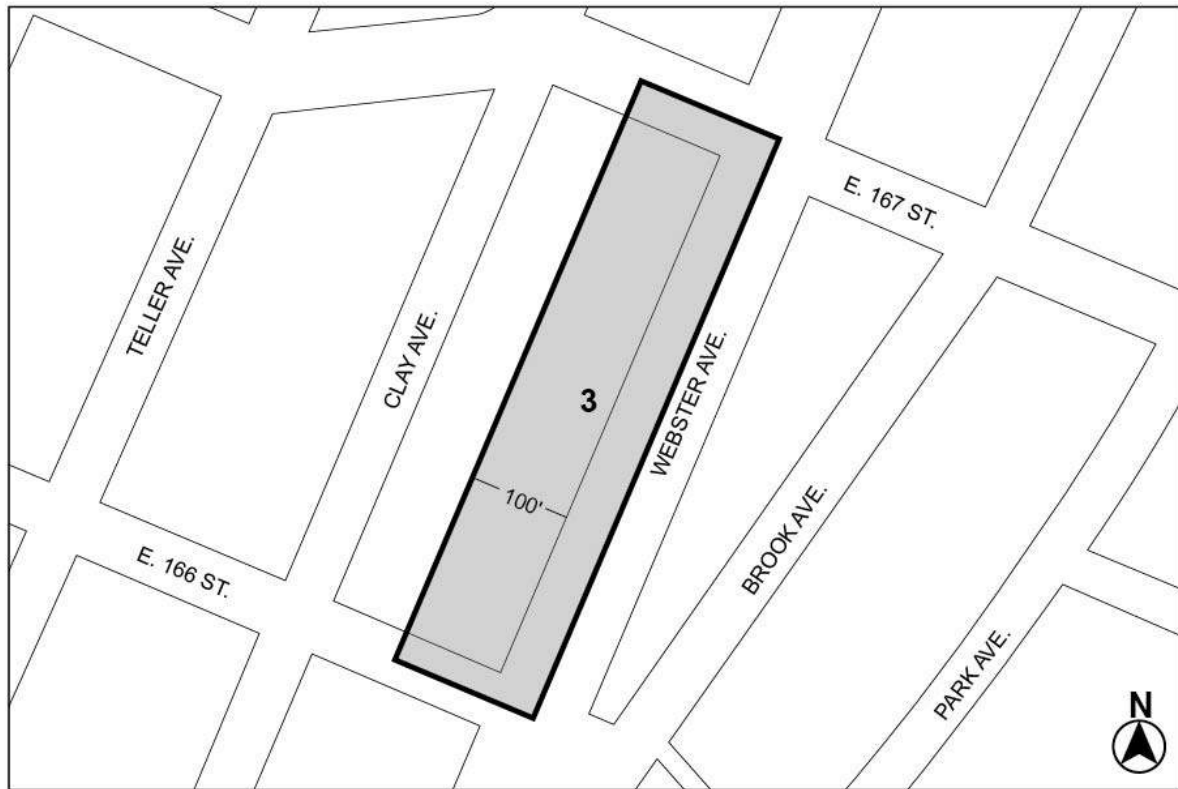 E. 167 ST.
TELLER AVE.
CLAY AVE.
3
WEBSTER AVE.
100'
E. 166 ST.
BROOK AVE.
PARK AVE.
N